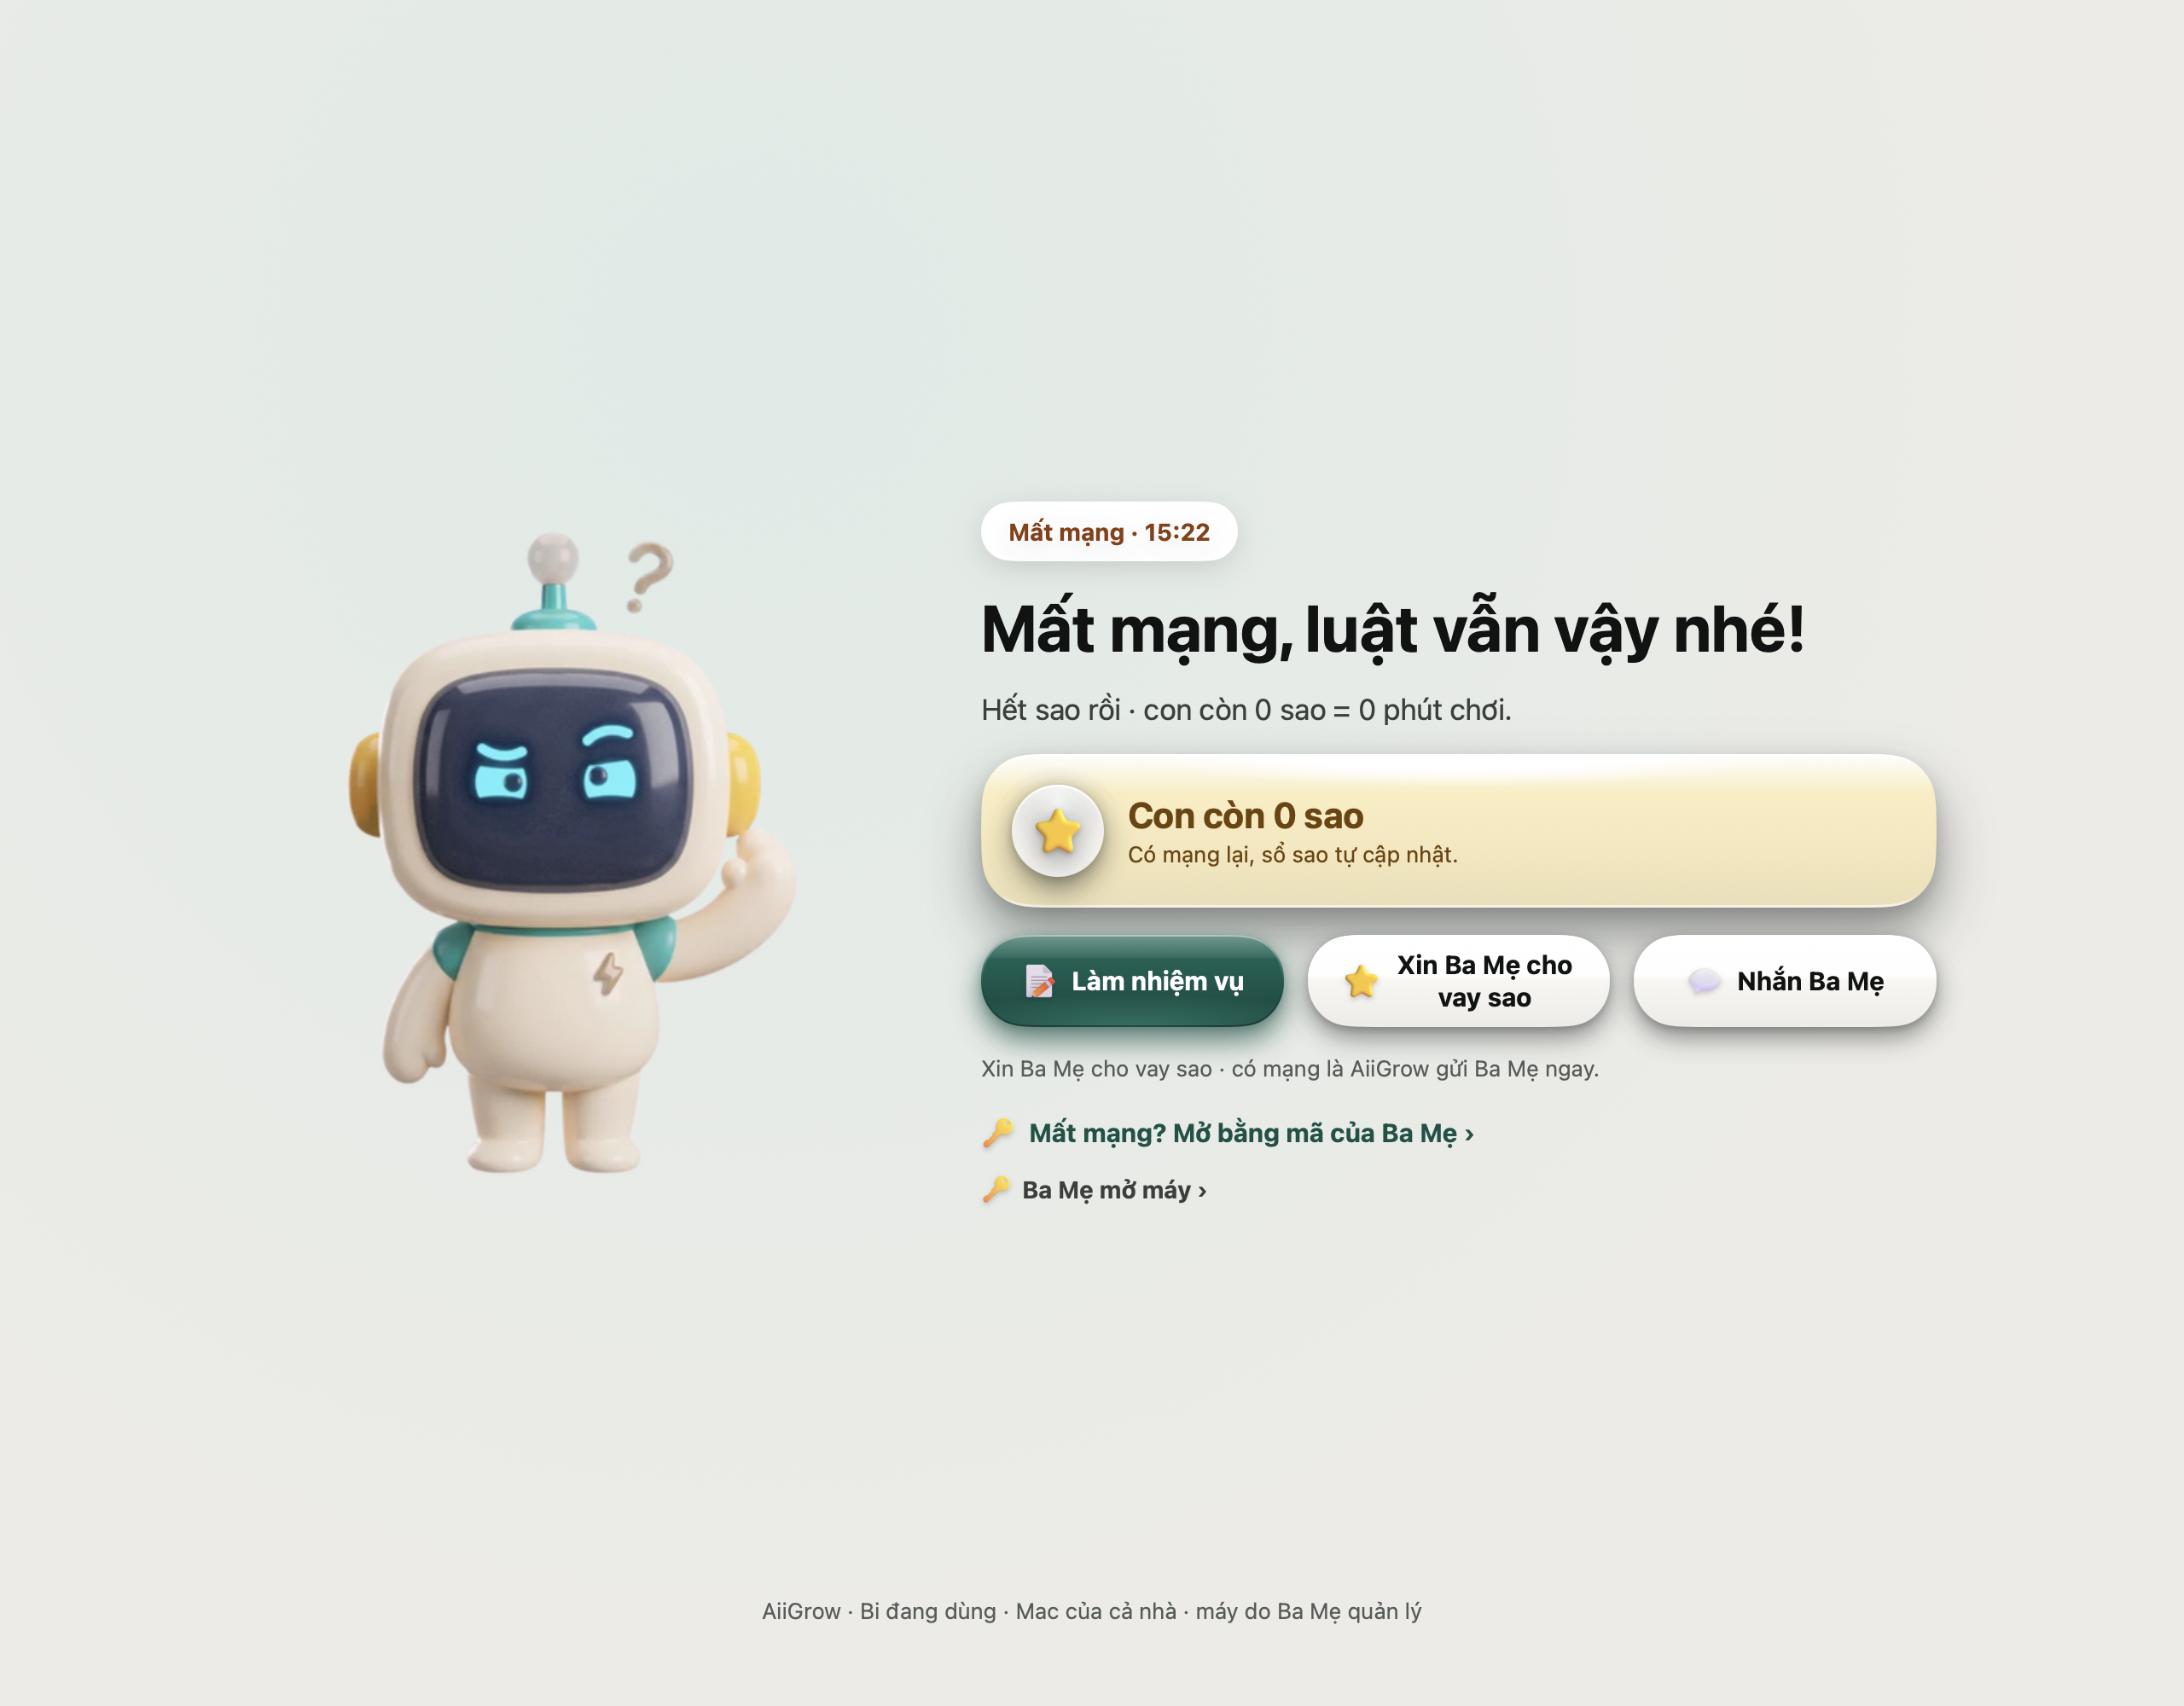 Mất mạng · 15:22
Mất mạng, luật vẫn vậy nhé!
Hết sao rồi · con còn 0 sao = 0 phút chơi.
Con còn 0 sao
Có mạng lại, sổ sao tự cập nhật.
Làm nhiệm vụ
Xin Ba Mẹ cho
vay sao
Nhắn Ba Mẹ
Xin Ba Mẹ cho vay sao · có mạng là AiiGrow gửi Ba Mẹ ngay.
Mất mạng? Mở bằng mã của Ba Mẹ ›
Ba Mẹ mở máy ›
AiiGrow · Bi đang dùng · Mac của cả nhà · máy do Ba Mẹ quản lý